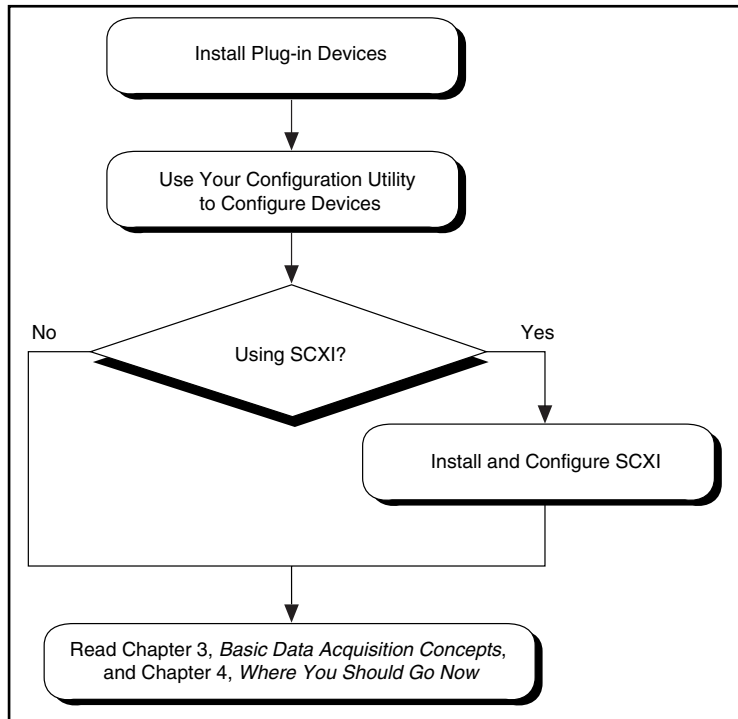 Install Plug-in Devices
Use Your Configuration Utility
to Configure Devices
No
Yes
Using SCXI?
Install and Configure SCXI
Read Chapter 3, Basic Data Acquisition Concepts,
and Chapter 4, Where You Should Go Now